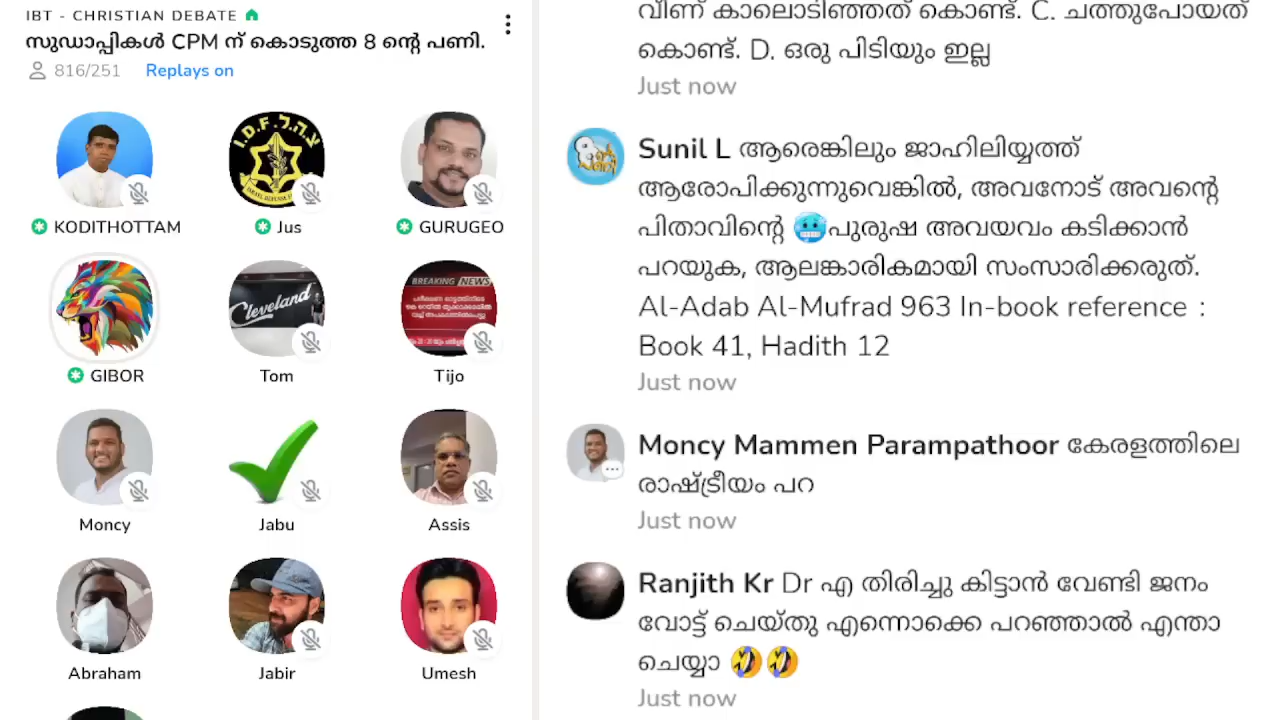 IBT - CHRISTIAN DEBATE
സുഡാപ്പികൾ CPM ന് കൊടുത്ത 8 ന്റെ പണി.
816/251 Replays on
I.D.F. צ.ה.ל.
KODITHOTTAM
Jus
GURUGEO
Cleveland
BREAKING NEWS
GIBOR
Tom
Tijo
Moncy
Jabu
Assis
Abraham
Jabir
Umesh
വീണ് കാലൊടിഞ്ഞത് കൊണ്ട്. C. ചത്തുപോയത്
കൊണ്ട്. D. ഒരു പിടിയും ഇല്ല
Just now
Sunil L ആരെങ്കിലും ജാഹിലിയ്യത്ത്
ആരോപിക്കുന്നുവെങ്കിൽ, അവനോട് അവന്റെ
പിതാവിന്റെ 🥶പുരുഷ അവയവം കടിക്കാൻ
പറയുക, ആലങ്കാരികമായി സംസാരിക്കരുത്.
Al-Adab Al-Mufrad 963 In-book reference :
Book 41, Hadith 12
Just now
Moncy Mammen Parampathoor കേരളത്തിലെ
രാഷ്ട്രീയം പറ
Just now
Ranjith Kr Dr എ തിരിച്ചു കിട്ടാൻ വേണ്ടി ജനം
വോട്ട് ചെയ്തു എന്നൊക്കെ പറഞ്ഞാൽ എന്താ
ചെയ്യാ 🤣🤣
Just now